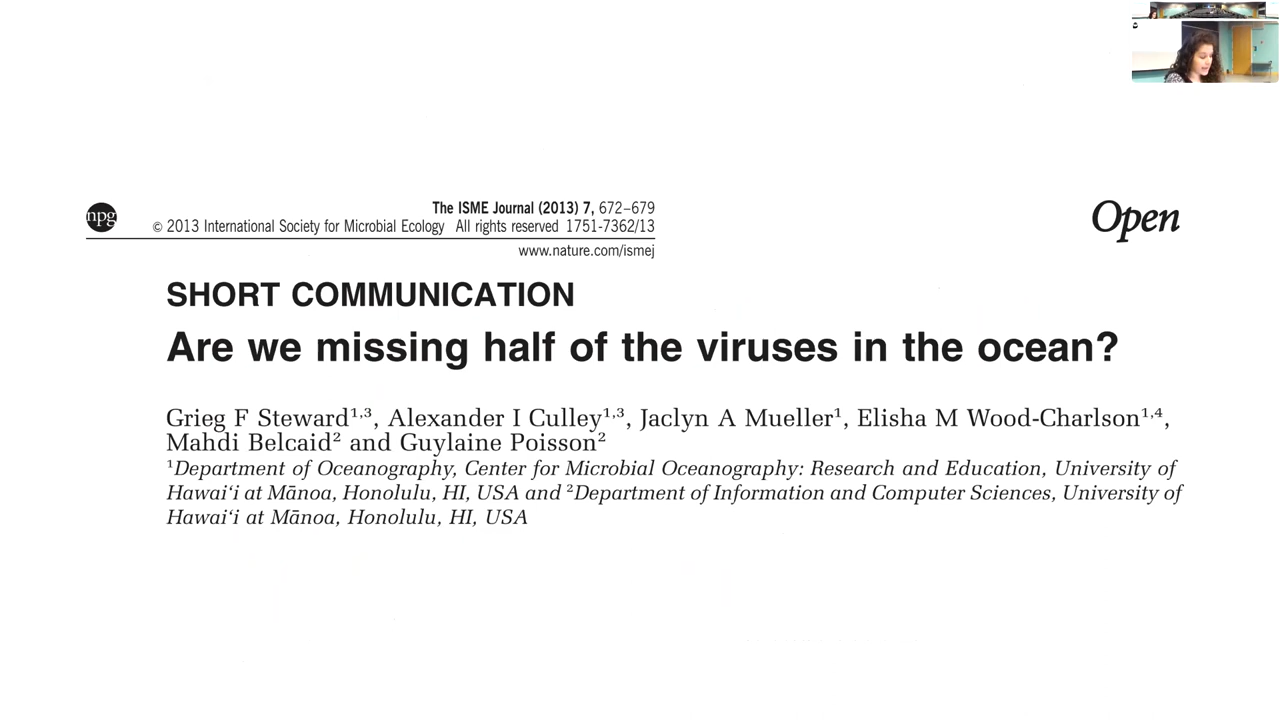 npg
The ISME Journal (2013) 7, 672–679
© 2013 International Society for Microbial Ecology All rights reserved 1751-7362/13
www.nature.com/ismej
Open
SHORT COMMUNICATION
Are we missing half of the viruses in the ocean?
Grieg F Steward¹,³, Alexander I Culley¹,³, Jaclyn A Mueller¹, Elisha M Wood-Charlson¹,⁴,
Mahdi Belcaid² and Guylaine Poisson²
¹Department of Oceanography, Center for Microbial Oceanography: Research and Education, University of
Hawai‘i at Mānoa, Honolulu, HI, USA and ²Department of Information and Computer Sciences, University of
Hawai‘i at Mānoa, Honolulu, HI, USA